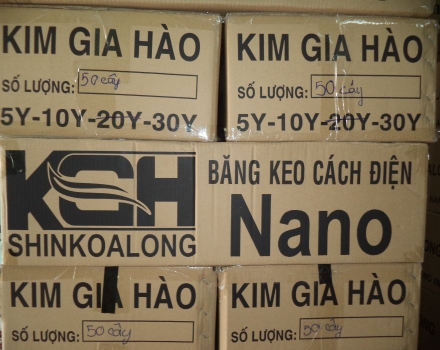 KIM GIA HÀO
SỐ LƯỢNG: 50 cây
5Y-10Y-20Y-30Y
KIM GIA HÀO
SỐ LƯỢNG: 50 cây
5Y-10Y-20Y-30Y
KSH
SHINKOALONG
BĂNG KEO CÁCH ĐIỆN
Nano
KIM GIA HÀO
SỐ LƯỢNG: 50 cây
KIM GIA HÀO
SỐ LƯỢNG: 50 cây